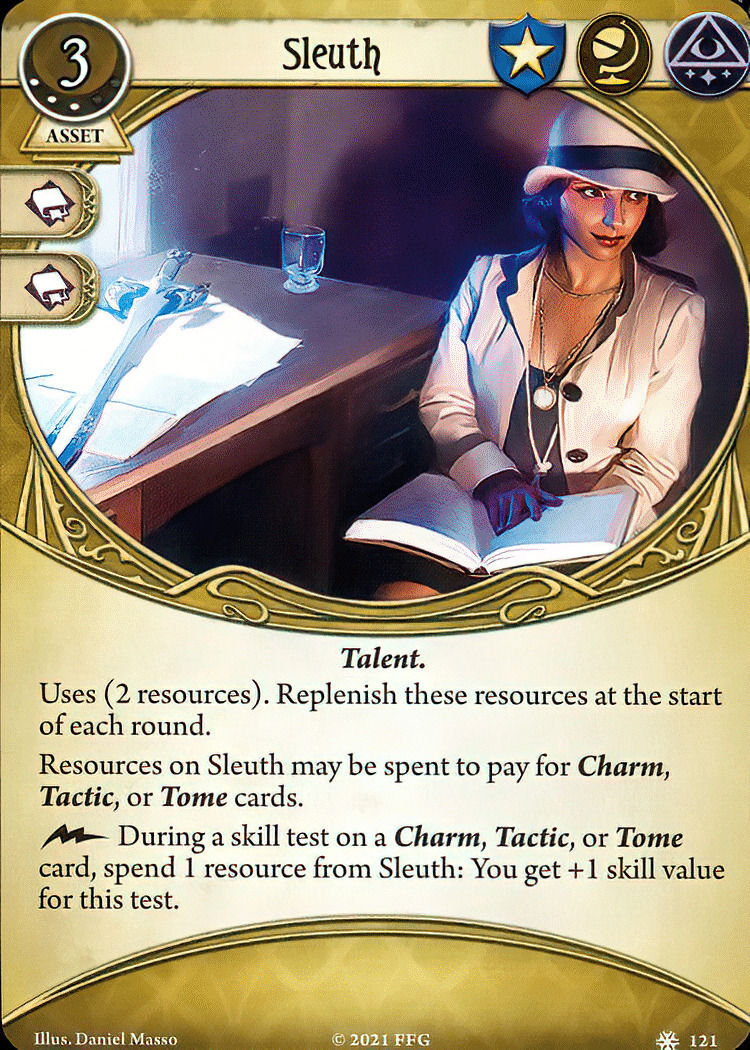 3
Sleuth
ASSET
Talent.
Uses (2 resources). Replenish these resources at the start
of each round.
Resources on Sleuth may be spent to pay for Charm,
Tactic, or Tome cards.
During a skill test on a Charm, Tactic, or Tome
card, spend 1 resource from Sleuth: You get +1 skill value
for this test.
Illus. Daniel Masso
© 2021 FFG
121